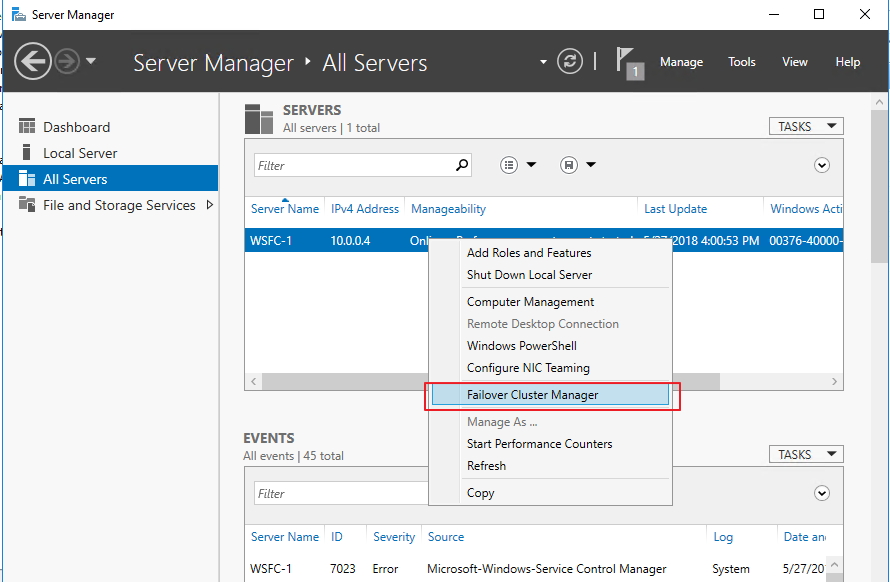 Server Manager
Server Manager ‣ All Servers
1
Manage Tools View Help
Dashboard
Local Server
All Servers
File and Storage Services
SERVERS
All servers | 1 total
TASKS
Filter
Server Name IPv4 Address Manageability Last Update Windows Acti
WSFC-1 10.0.0.4 5/27/2018 4:00:53 PM 00376-40000-
Add Roles and Features
Shut Down Local Server
Computer Management
Remote Desktop Connection
Windows PowerShell
Configure NIC Teaming
Failover Cluster Manager
Manage As ...
Start Performance Counters
Refresh
Copy
EVENTS
All events | 45 total
TASKS
Filter
Server Name ID Severity Source Log Date an
WSFC-1 7023 Error Microsoft-Windows-Service Control Manager System 5/27/20